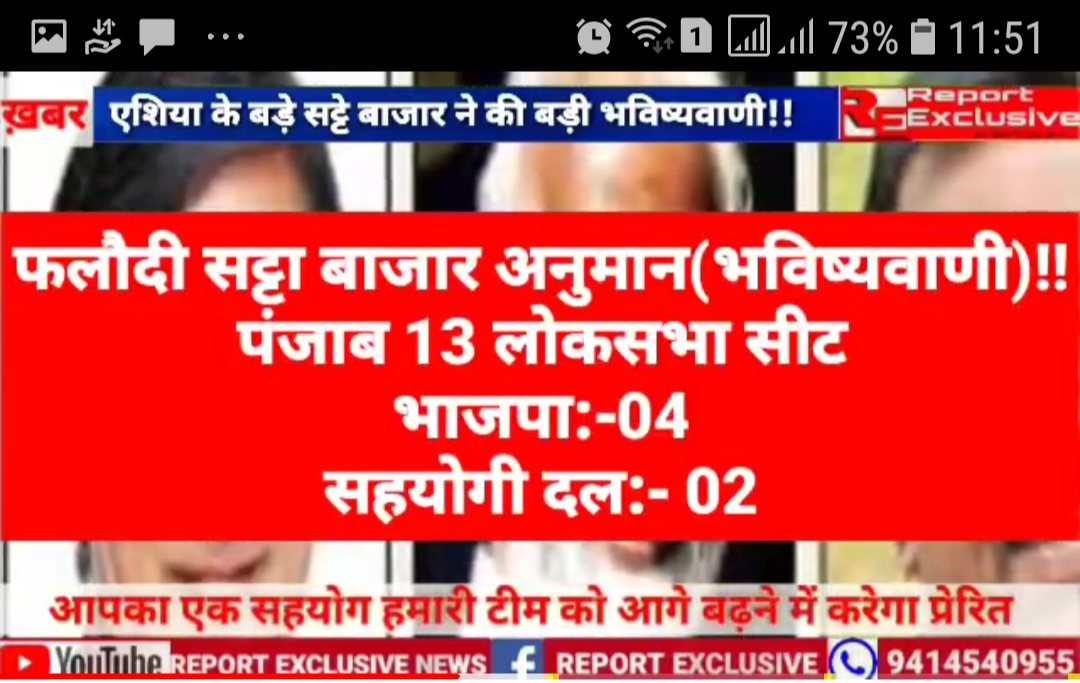 73% 11:51
1
ख़बर एशिया के बड़े सट्टे बाजार ने की बड़ी भविष्यवाणी!! Report
Exclusive
फलौदी सट्टा बाजार अनुमान(भविष्यवाणी)!!
पंजाब 13 लोकसभा सीट
भाजपा:-04
सहयोगी दल:- 02
आपका एक सहयोग हमारी टीम को आगे बढ़ने में करेगा प्रेरित
YouTube REPORT EXCLUSIVE NEWS f REPORT EXCLUSIVE 9414540955